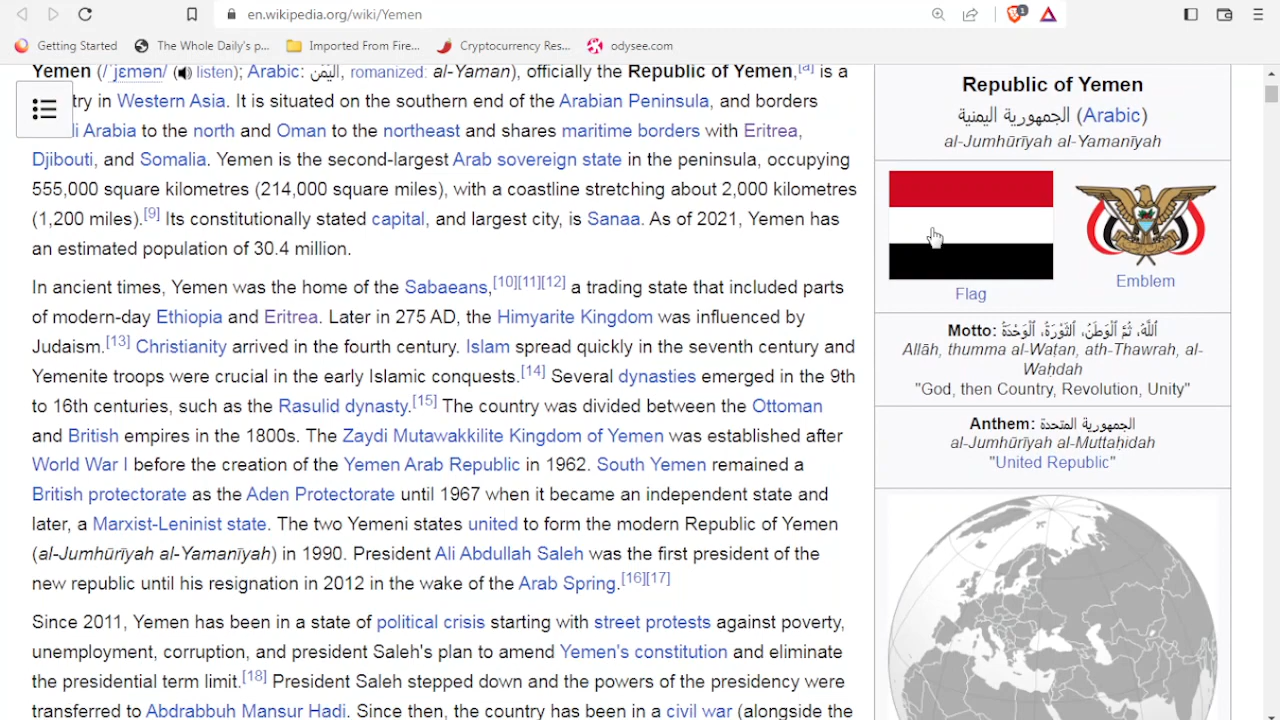 en.wikipedia.org/wiki/Yemen
1
Getting Started
The Whole Daily's p...
Imported From Fire...
Cryptocurrency Res...
odysee.com
Yemen (/ˈjɛmən/ (listen); Arabic: ٱلْيَمَن, romanized: al-Yaman), officially the Republic of Yemen,[a] is a
try in Western Asia. It is situated on the southern end of the Arabian Peninsula, and borders
i Arabia to the north and Oman to the northeast and shares maritime borders with Eritrea,
Djibouti, and Somalia. Yemen is the second-largest Arab sovereign state in the peninsula, occupying
555,000 square kilometres (214,000 square miles), with a coastline stretching about 2,000 kilometres
(1,200 miles).[9] Its constitutionally stated capital, and largest city, is Sanaa. As of 2021, Yemen has
an estimated population of 30.4 million.
In ancient times, Yemen was the home of the Sabaeans,[10][11][12] a trading state that included parts
of modern-day Ethiopia and Eritrea. Later in 275 AD, the Himyarite Kingdom was influenced by
Judaism.[13] Christianity arrived in the fourth century. Islam spread quickly in the seventh century and
Yemenite troops were crucial in the early Islamic conquests.[14] Several dynasties emerged in the 9th
to 16th centuries, such as the Rasulid dynasty.[15] The country was divided between the Ottoman
and British empires in the 1800s. The Zaydi Mutawakkilite Kingdom of Yemen was established after
World War I before the creation of the Yemen Arab Republic in 1962. South Yemen remained a
British protectorate as the Aden Protectorate until 1967 when it became an independent state and
later, a Marxist-Leninist state. The two Yemeni states united to form the modern Republic of Yemen
(al-Jumhūrīyah al-Yamanīyah) in 1990. President Ali Abdullah Saleh was the first president of the
new republic until his resignation in 2012 in the wake of the Arab Spring.[16][17]
Since 2011, Yemen has been in a state of political crisis starting with street protests against poverty,
unemployment, corruption, and president Saleh's plan to amend Yemen's constitution and eliminate
the presidential term limit.[18] President Saleh stepped down and the powers of the presidency were
transferred to Abdrabbuh Mansur Hadi. Since then, the country has been in a civil war (alongside the
Republic of Yemen
الجمهورية اليمنية (Arabic)
al-Jumhūrīyah al-Yamanīyah
Flag
Emblem
Motto: ٱللَّهُ، ثُمَّ ٱلْوَطَنُ، ٱلثَّوْرَةُ، ٱلْوَحْدَةُ
Allāh, thumma al-Waṭan, ath-Thawrah, al-
Waḥdah
"God, then Country, Revolution, Unity"
Anthem: الجمهورية المتحدة
al-Jumhūrīyah al-Muttaḥidah
"United Republic"